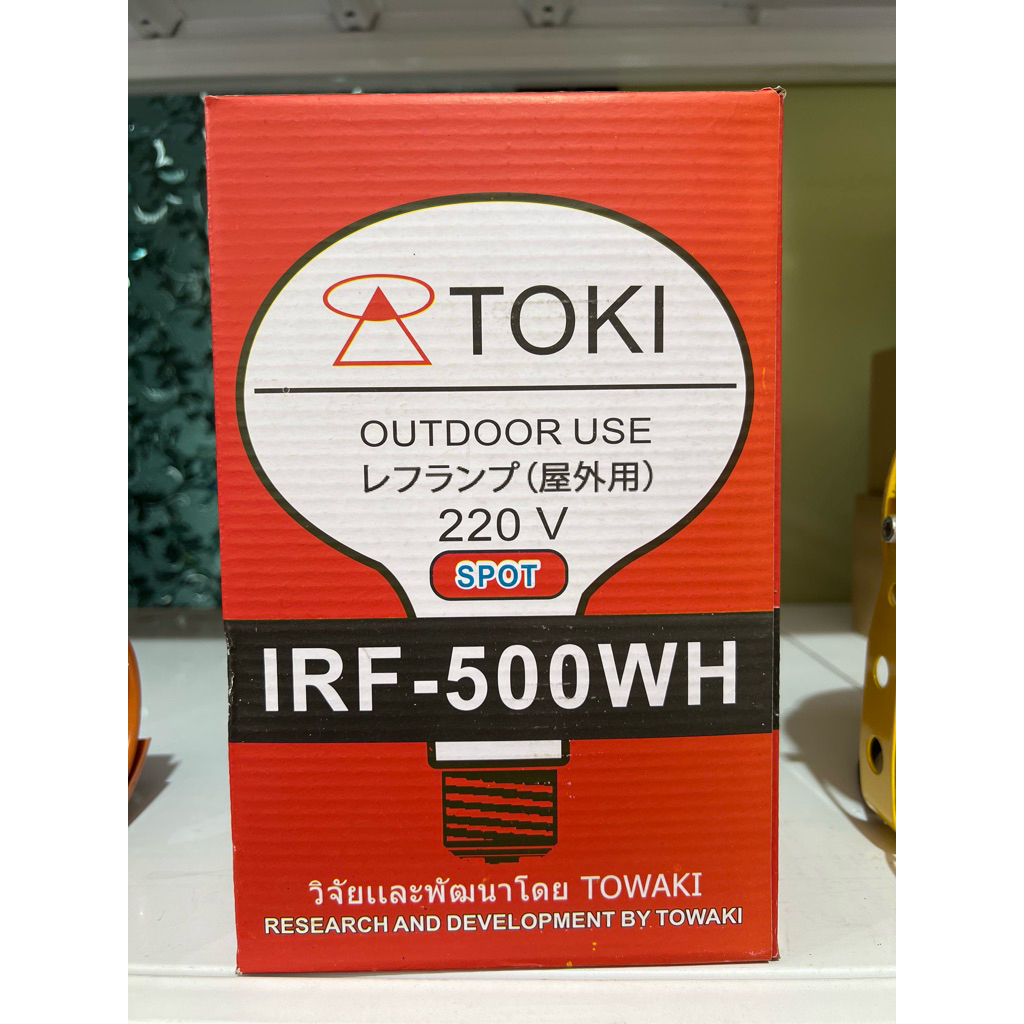 TOKI
OUTDOOR USE
レフランプ(屋外用)
220 V
SPOT
IRF-500WH
วิจัยและพัฒนาโดย TOWAKI
RESEARCH AND DEVELOPMENT BY TOWAKI